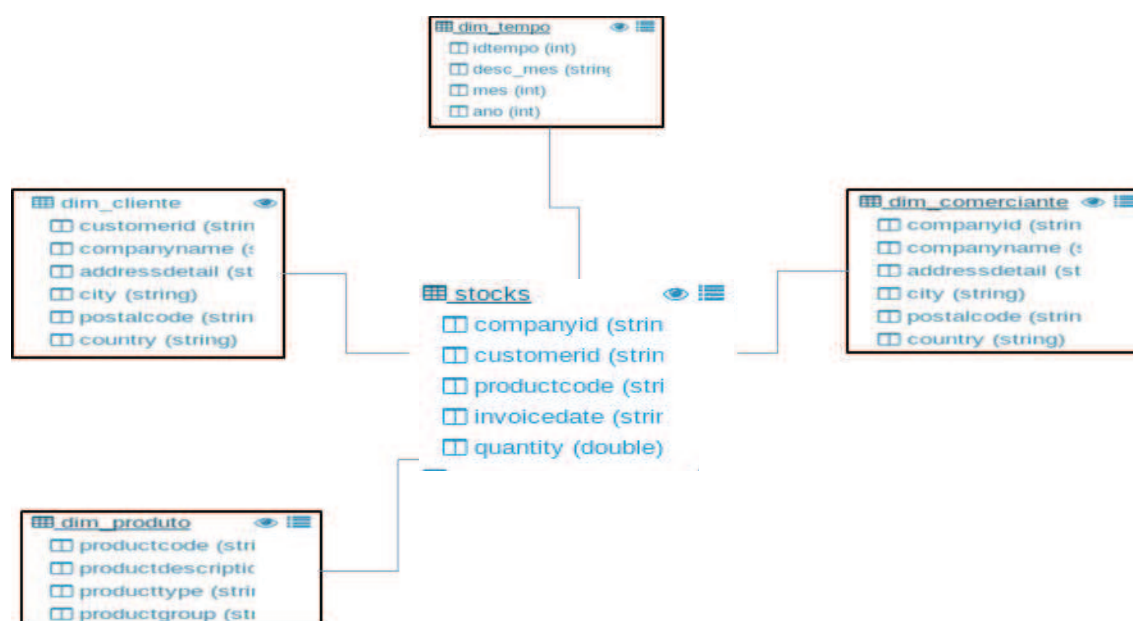 dim_tempo
idtempo (int)
desc_mes (string
mes (int)
ano (int)
dim_cliente
customerid (strin
companyname (s
addressdetail (st
city (string)
postalcode (strin
country (string)
dim_comerciante
companyid (strin
companyname (s
addressdetail (st
city (string)
postalcode (strin
country (string)
stocks
companyid (strin
customerid (strin
productcode (stri
invoicedate (strir
quantity (double)
dim_produto
productcode (stri
productdescriptic
producttype (strii
productgroup (sti